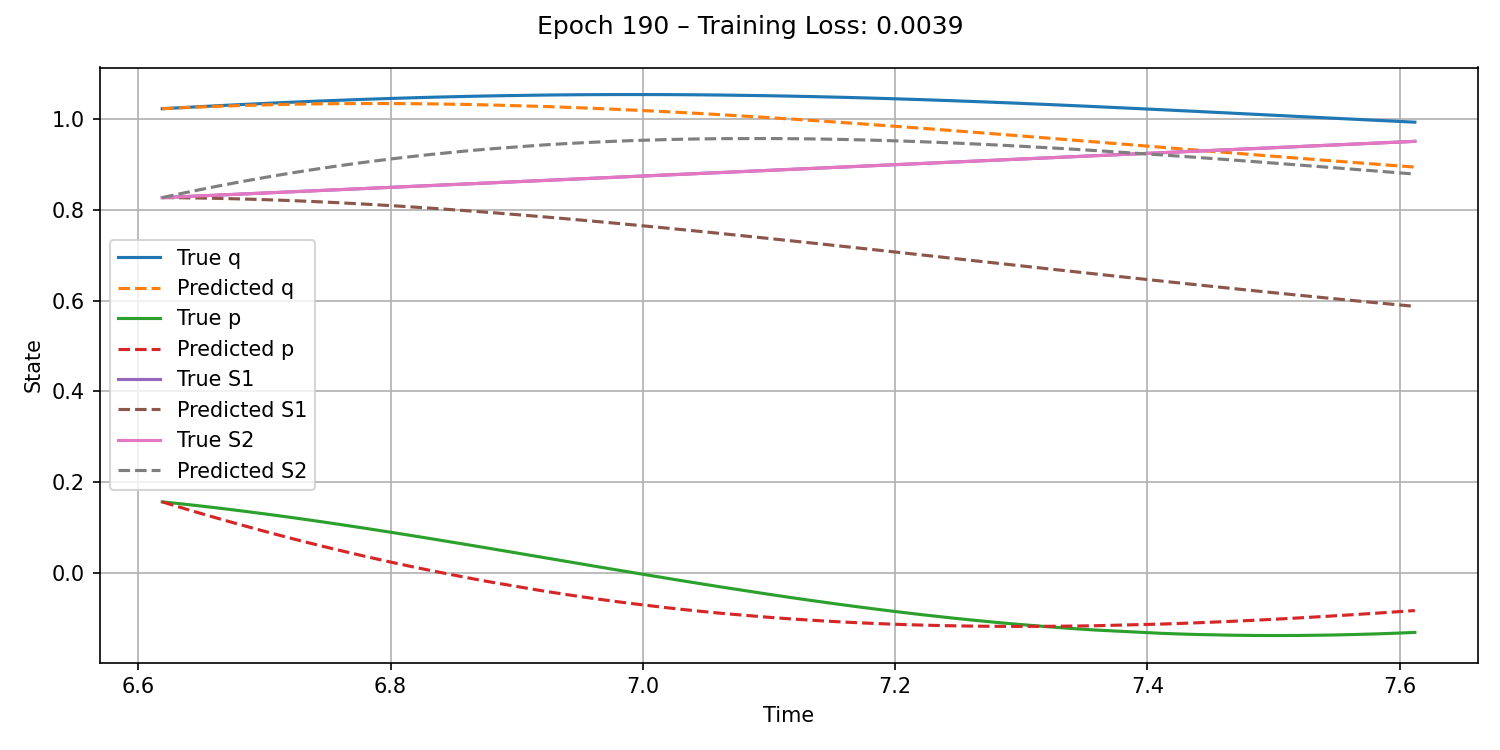 Epoch 190 – Training Loss: 0.0039
1.0
0.8
0.6
0.4
0.2
0.0
State
True q
Predicted q
True p
Predicted p
True S1
Predicted S1
True S2
Predicted S2
6.6 6.8 7.0 7.2 7.4 7.6
Time